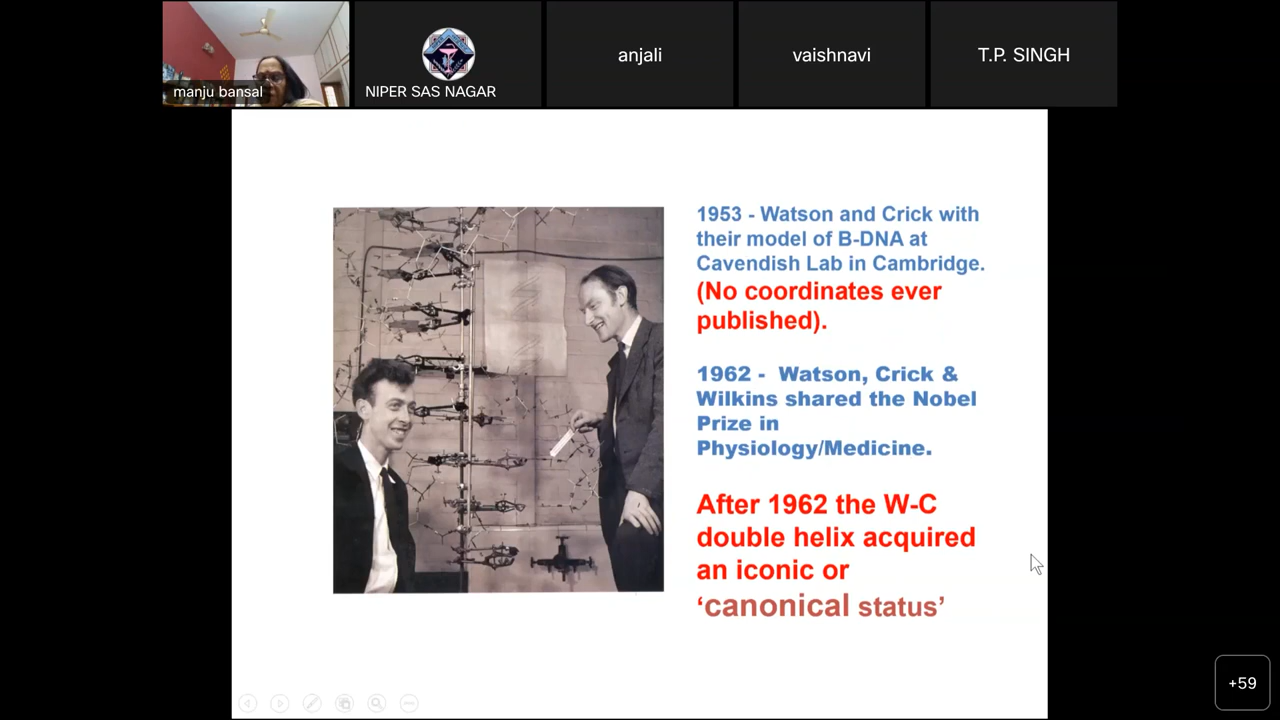 manju bansal
NIPER SAS NAGAR
anjali
vaishnavi
T.P. SINGH
1953 - Watson and Crick with
their model of B-DNA at
Cavendish Lab in Cambridge.
(No coordinates ever
published).
1962 - Watson, Crick &
Wilkins shared the Nobel
Prize in
Physiology/Medicine.
After 1962 the W-C
double helix acquired
an iconic or
‘canonical status’
+59